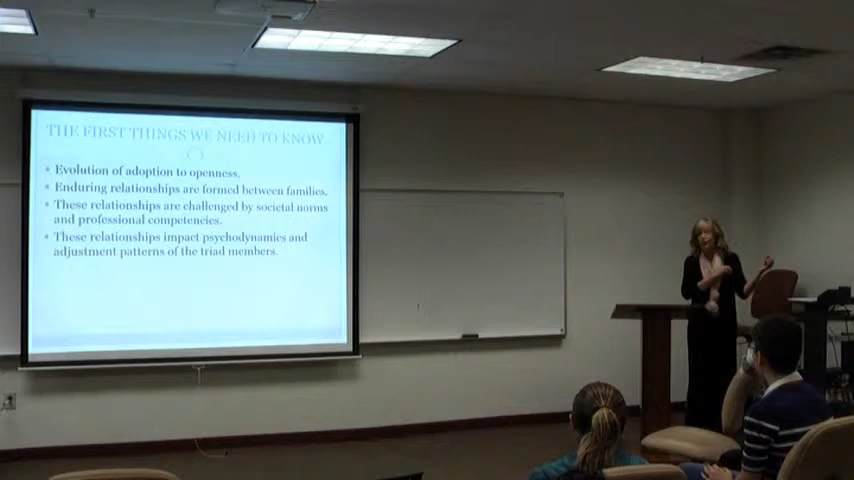 THE FIRST THINGS WE NEED TO KNOW..
Evolution of adoption to openness.
Enduring relationships are formed between families.
These relationships are challenged by societal norms
and professional competencies.
These relationships impact psychodynamics and
adjustment patterns of the triad members.